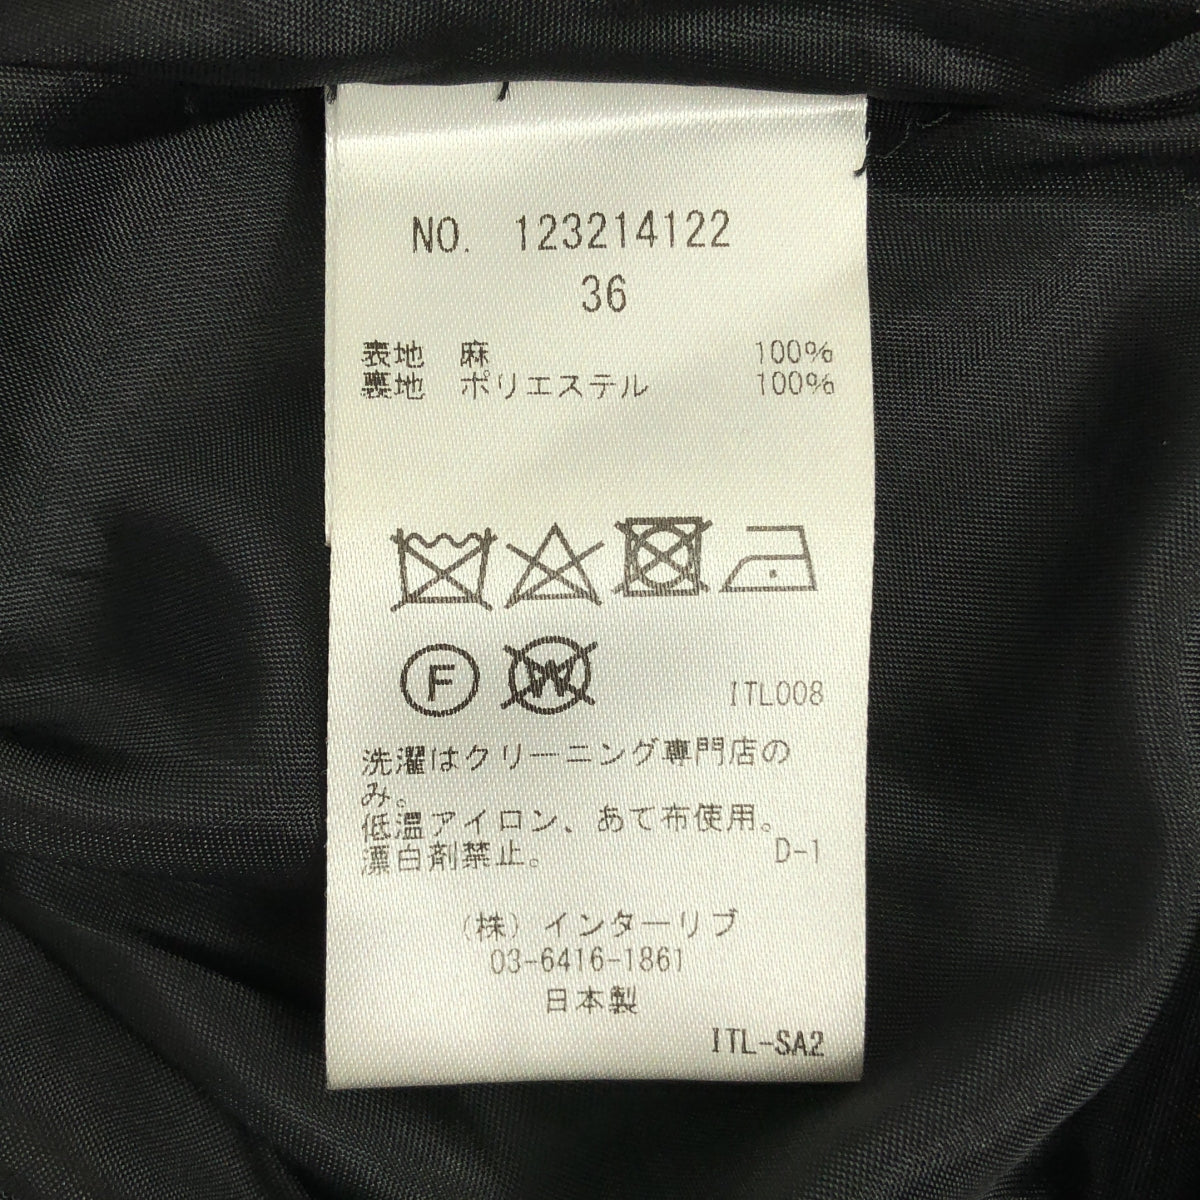 NO. 123214122
36
表地 麻 100%
裏地 ポリエステル 100%
F W
ITL008
洗濯はクリーニング専門店の
み。
低温アイロン、あて布使用。
漂白剤禁止。 D-1
(株)インターリブ
03-6416-1861
日本製
ITL-SA2